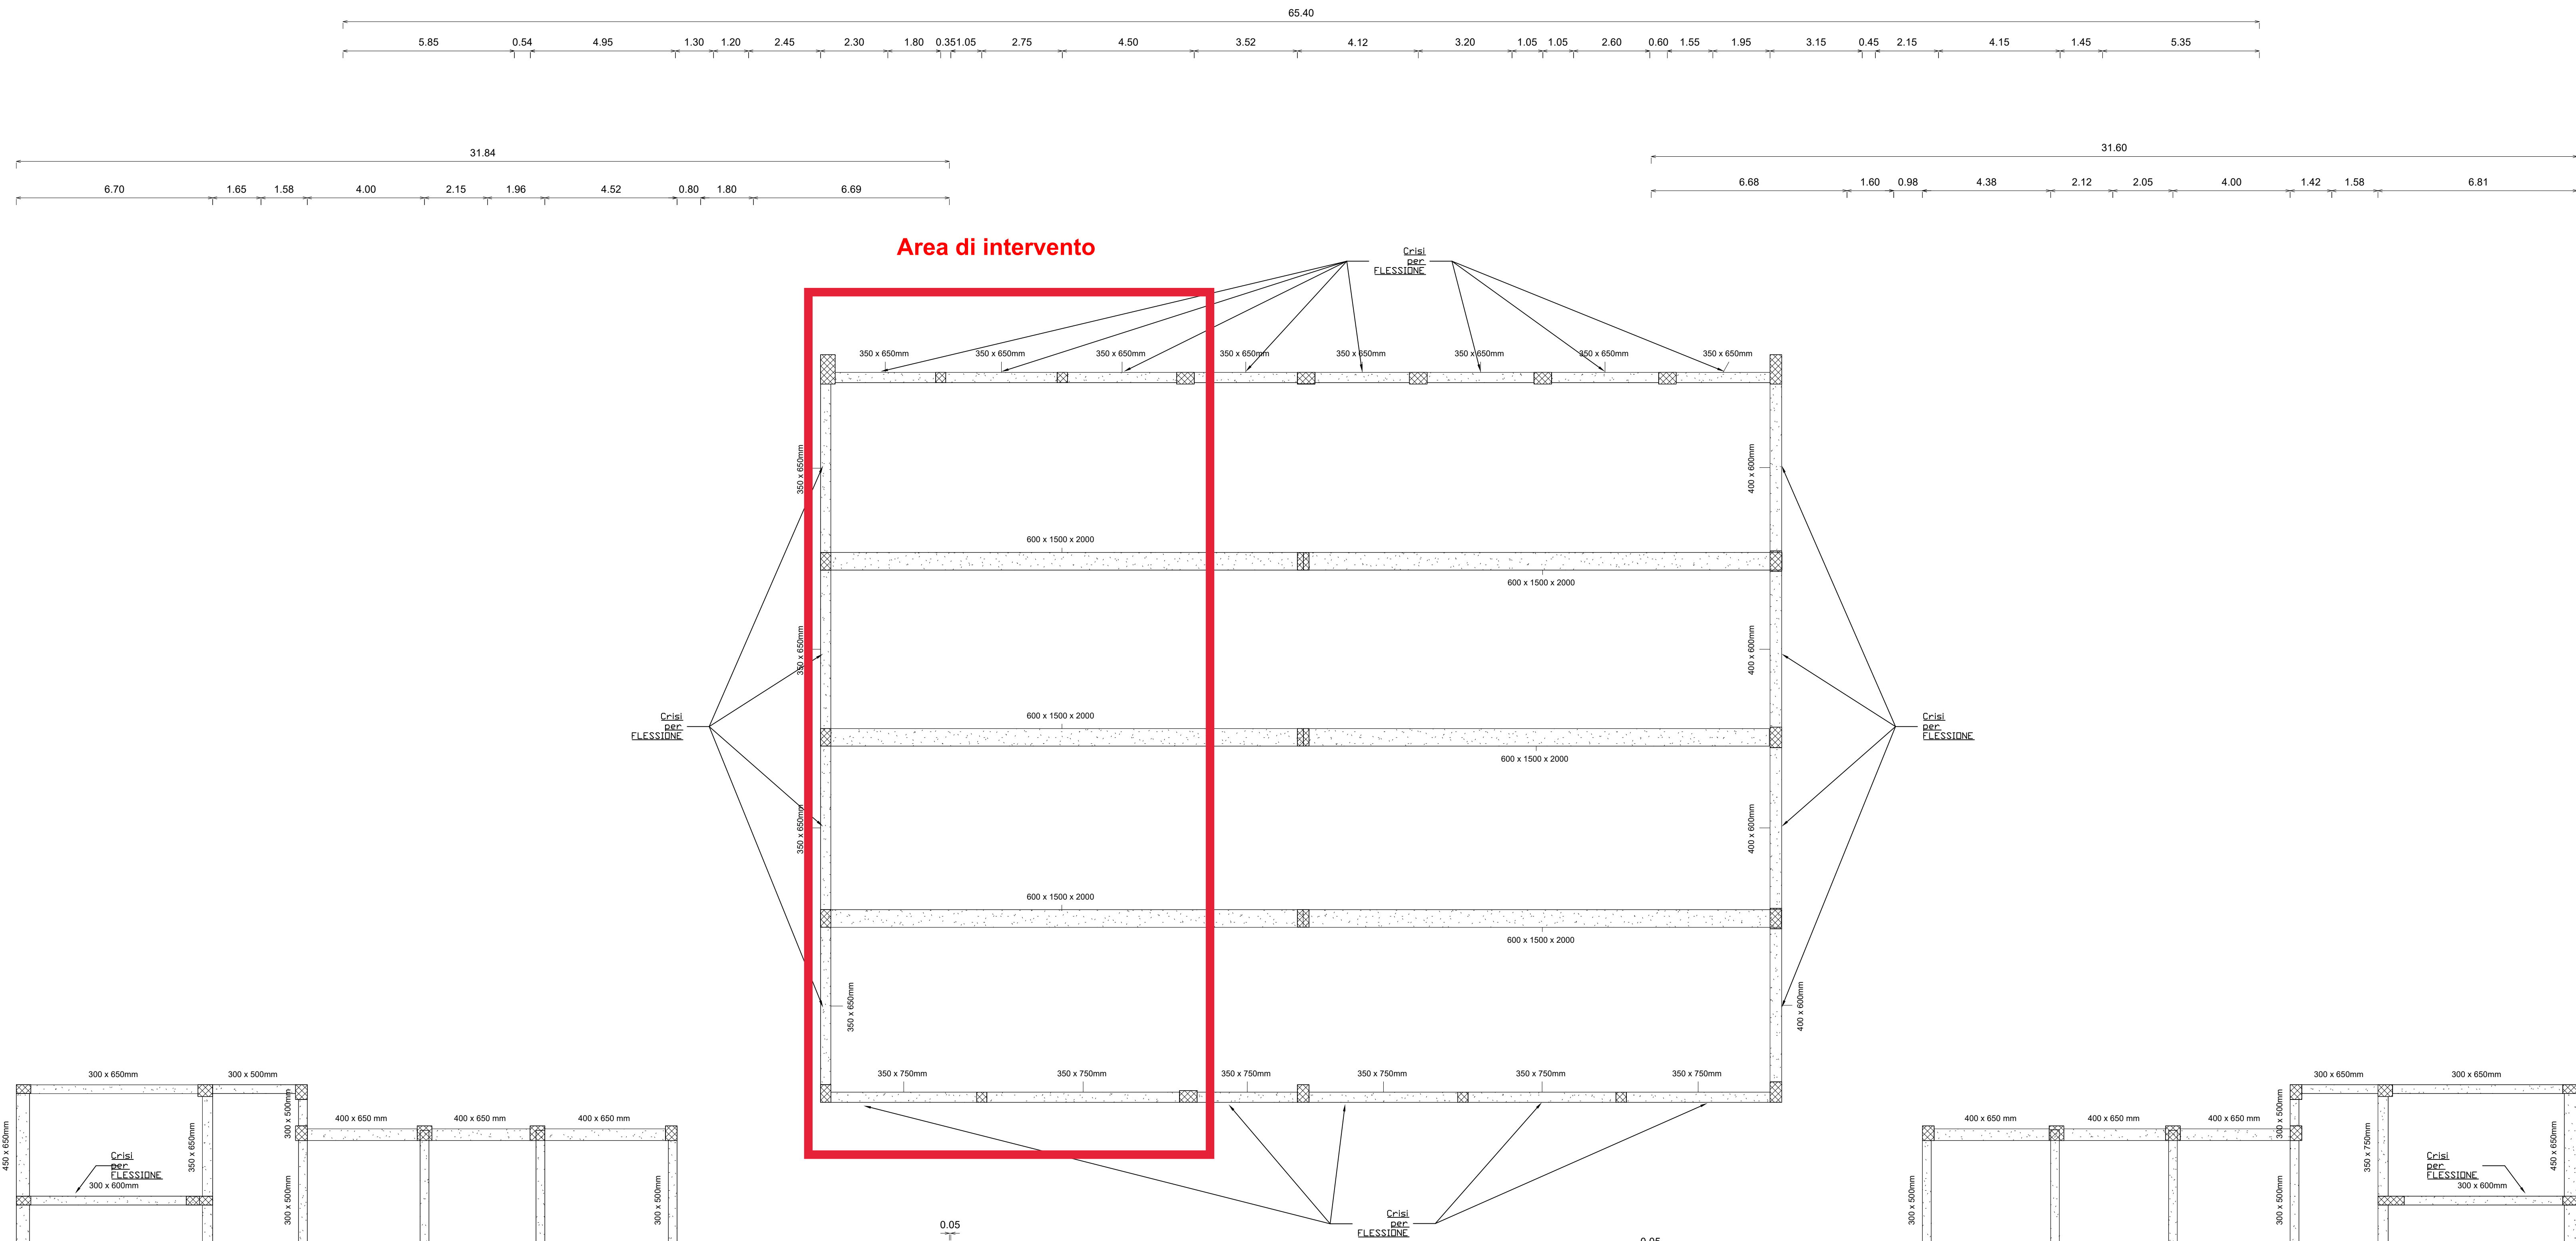 65.40
5.85 0.54 4.95 1.30 1.20 2.45 2.30 1.80 0.35 1.05 2.75 4.50 3.52 4.12 3.20 1.05 1.05 2.60 0.60 1.55 1.95 3.15 0.45 2.15 4.15 1.45 5.35
31.84
31.60
6.70 1.65 1.58 4.00 2.15 1.96 4.52 0.80 1.80 6.69
6.68 1.60 0.98 4.38 2.12 2.05 4.00 1.42 1.58 6.81
Area di intervento
Crisi
per
FLESSIONE
350 x 650mm 350 x 650mm 350 x 650mm 350 x 650mm 350 x 650mm 350 x 650mm 350 x 650mm 350 x 650mm
350 x 650mm
400 x 600mm
600 x 1500 x 2000
600 x 1500 x 2000
350 x 650mm
400 x 600mm
600 x 1500 x 2000
600 x 1500 x 2000
Crisi
per
FLESSIONE
Crisi
per
FLESSIONE
350 x 650mm
400 x 600mm
600 x 1500 x 2000
600 x 1500 x 2000
350 x 650mm
400 x 600mm
350 x 750mm 350 x 750mm 350 x 750mm 350 x 750mm 350 x 750mm 350 x 750mm
300 x 650mm 300 x 500mm
300 x 650mm 300 x 650mm
300 x 500mm
400 x 650 mm 400 x 650 mm 400 x 650 mm
400 x 650 mm 400 x 650 mm 400 x 650 mm
300 x 500mm
450 x 650mm
350 x 650mm
350 x 750mm
450 x 650mm
Crisi
per
FLESSIONE
300 x 600mm
Crisi
per
FLESSIONE
300 x 600mm
300 x 500mm
300 x 500mm
300 x 500mm
300 x 500mm
Crisi
per
FLESSIONE
0.05
0.05